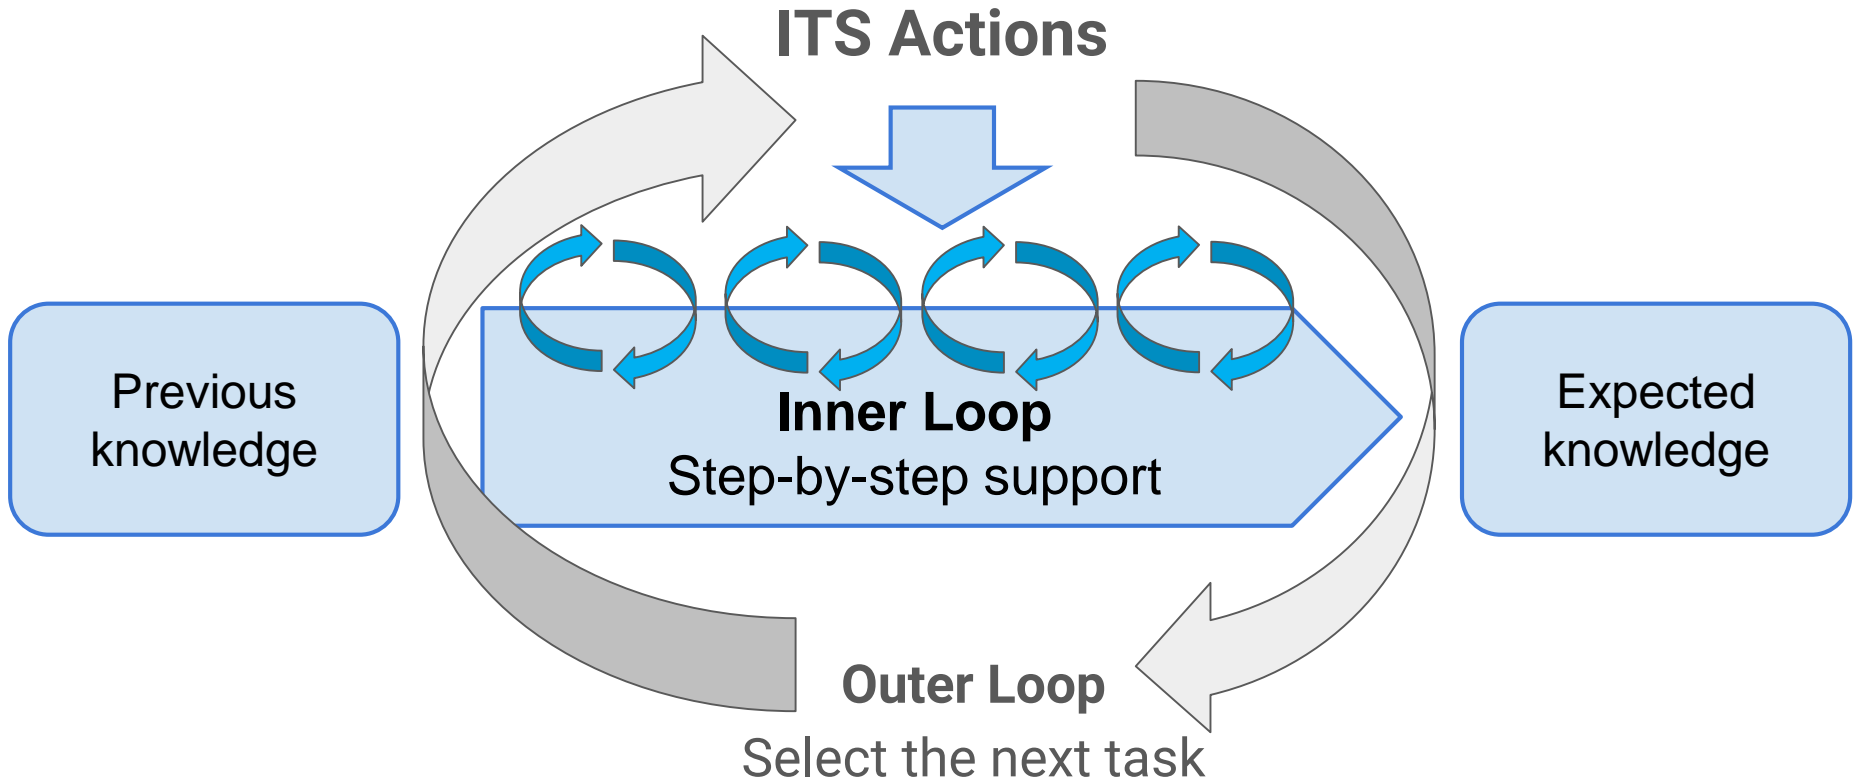 ITS Actions
Previous
knowledge
Inner Loop
Step-by-step support
Expected
knowledge
Outer Loop
Select the next task